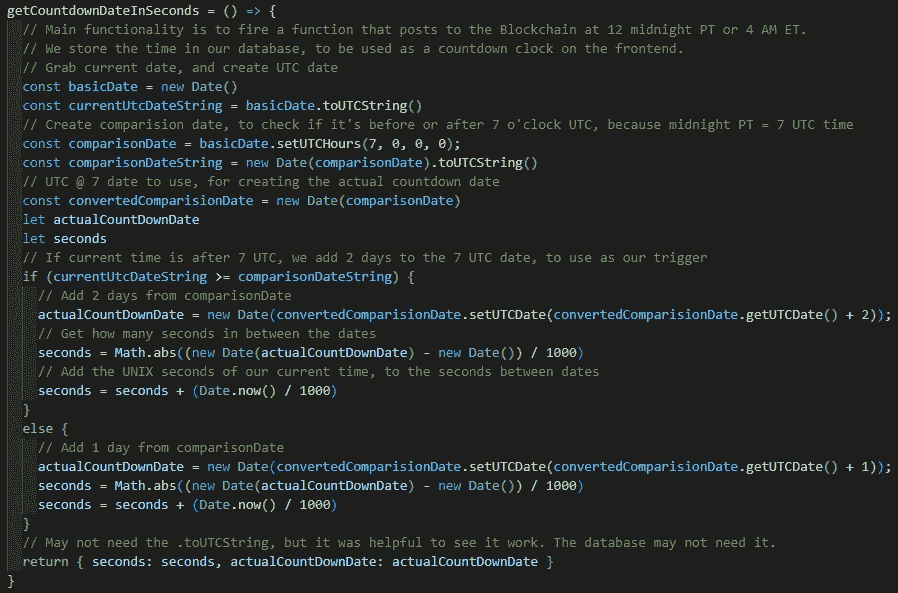 getCountdownDateInSeconds = () => {
// Main functionality is to fire a function that posts to the Blockchain at 12 midnight PT or 4 AM ET.
// We store the time in our database, to be used as a countdown clock on the frontend.
// Grab current date, and create UTC date
const basicDate = new Date()
const currentUtcDateString = basicDate.toUTCString()
// Create comparision date, to check if it's before or after 7 o'clock UTC, because midnight PT = 7 UTC time
const comparisonDate = basicDate.setUTCHours(7, 0, 0, 0);
const comparisonDateString = new Date(comparisonDate).toUTCString()
// UTC @ 7 date to use, for creating the actual countdown date
const convertedComparisionDate = new Date(comparisonDate)
let actualCountDownDate
let seconds
// If current time is after 7 UTC, we add 2 days to the 7 UTC date, to use as our trigger
if (currentUtcDateString >= comparisonDateString) {
// Add 2 days from comparisonDate
actualCountDownDate = new Date(convertedComparisionDate.setUTCDate(convertedComparisionDate.getUTCDate() + 2));
// Get how many seconds in between the dates
seconds = Math.abs((new Date(actualCountDownDate) - new Date()) / 1000)
// Add the UNIX seconds of our current time, to the seconds between dates
seconds = seconds + (Date.now() / 1000)
}
else {
// Add 1 day from comparisonDate
actualCountDownDate = new Date(convertedComparisionDate.setUTCDate(convertedComparisionDate.getUTCDate() + 1));
seconds = Math.abs((new Date(actualCountDownDate) - new Date()) / 1000)
seconds = seconds + (Date.now() / 1000)
}
// May not need the .toUTCString, but it was helpful to see it work. The database may not need it.
return { seconds: seconds, actualCountDownDate: actualCountDownDate }
}